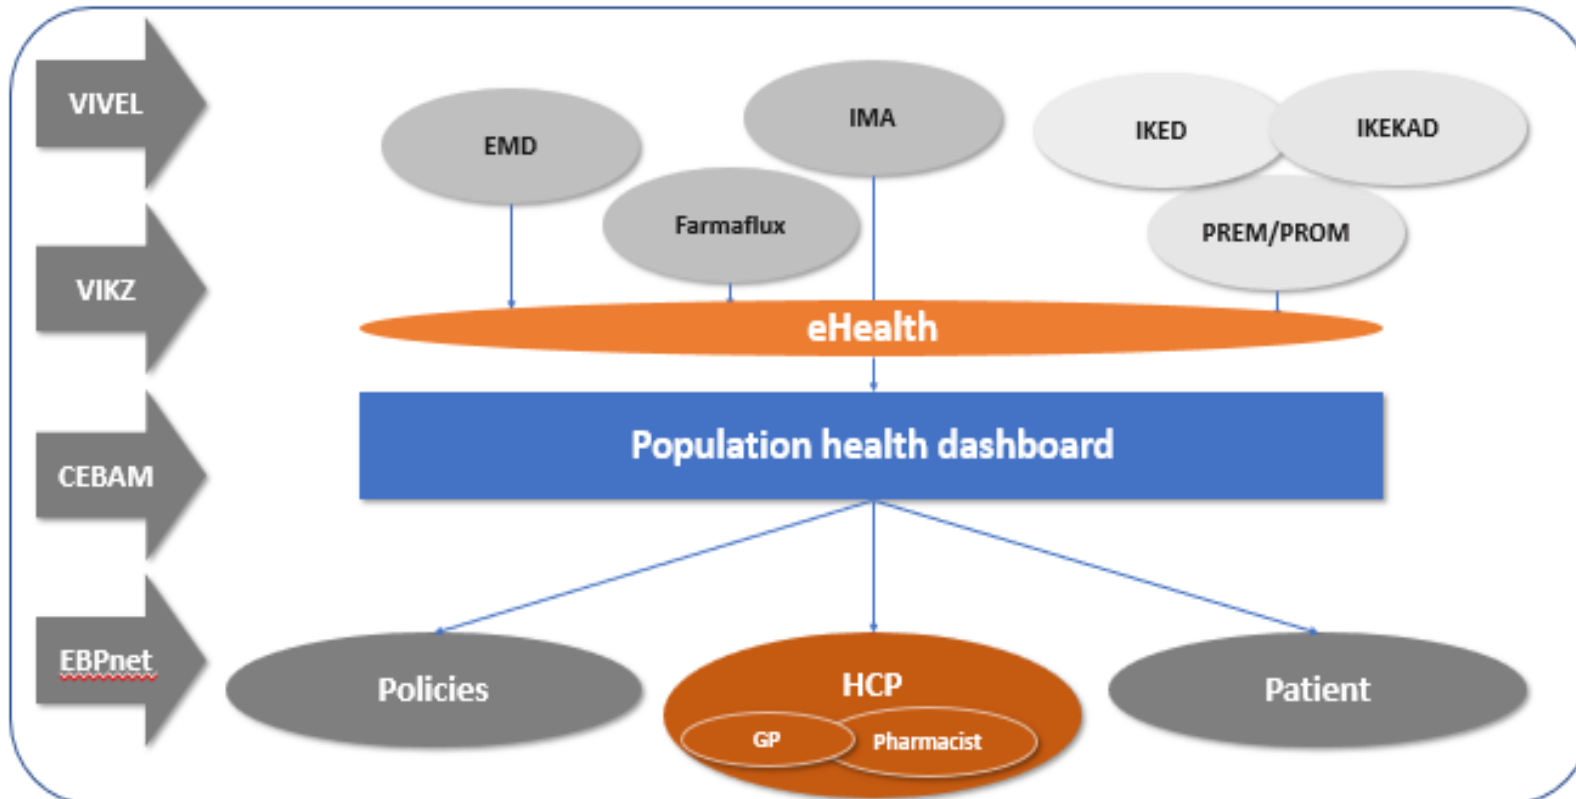 VIVEL
VIKZ
CEBAM
EBPnet
EMD
IMA
Farmaflux
IKED
IKEKAD
PREM/PROM
eHealth
Population health dashboard
Policies
HCP
GP
Pharmacist
Patient